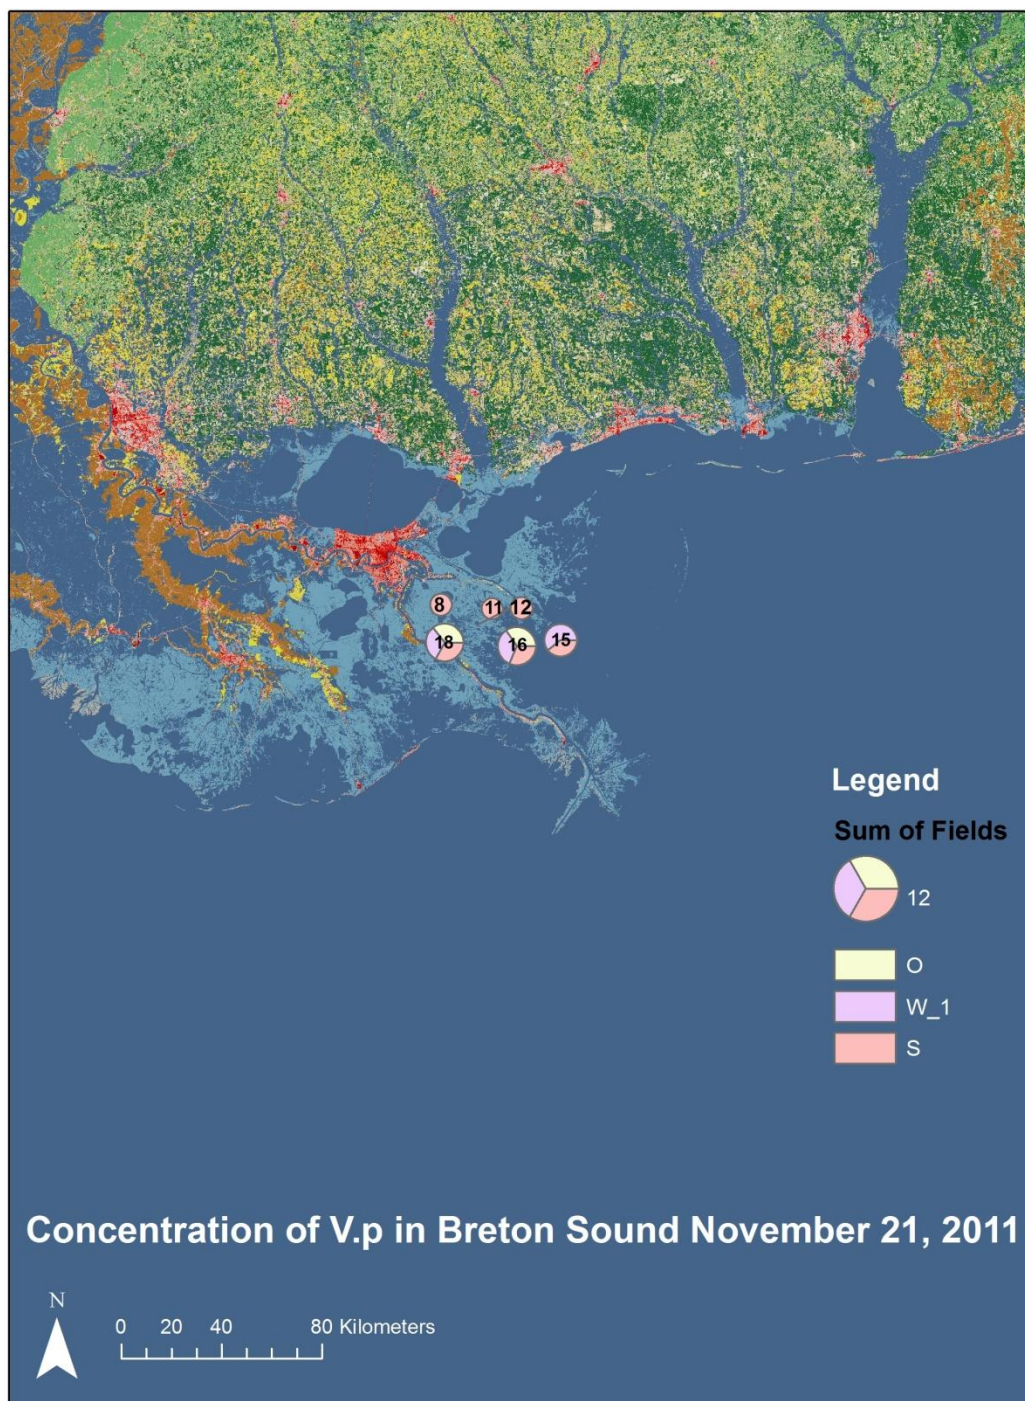 8
11
12
18
16
15
Legend
Sum of Fields
12
O
W_1
S
Concentration of V.p in Breton Sound November 21, 2011
N
0 20 40 80 Kilometers